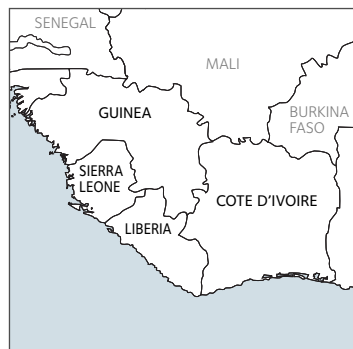 SENEGAL
MALI
GUINEA
BURKINA
FASO
SIERRA
LEONE
COTE D'IVOIRE
LIBERIA